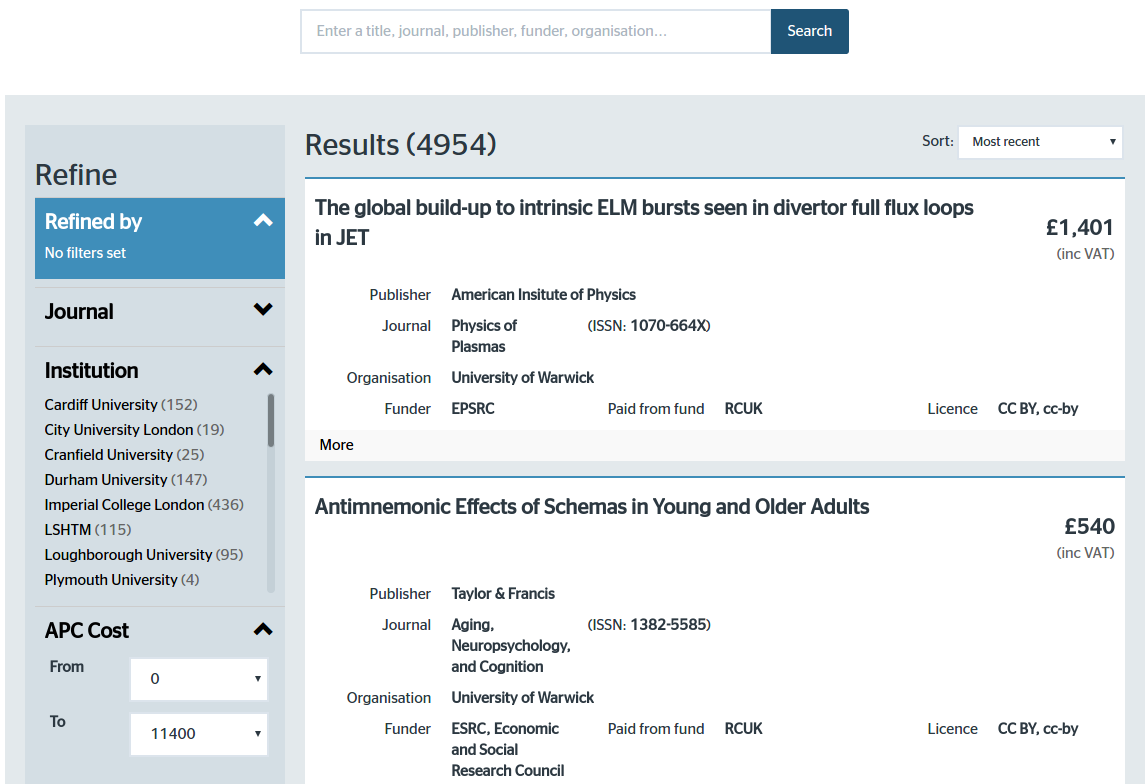 Enter a title, journal, publisher, funder, organisation...
Search
Refine
Refined by
No filters set
Journal
Institution
Cardiff University (152)
City University London (19)
Cranfield University (25)
Durham University (147)
Imperial College London (436)
LSHTM (115)
Loughborough University (95)
Plymouth University (4)
APC Cost
From
0
To
11400
Results (4954)
Sort: Most recent
The global build-up to intrinsic ELM bursts seen in divertor full flux loops
in JET
£1,401
(inc VAT)
Publisher American Insitute of Physics
Journal Physics of (ISSN: 1070-664X)
Plasmas
Organisation University of Warwick
Funder EPSRC Paid from fund RCUK Licence CC BY, cc-by
More
Antimnemonic Effects of Schemas in Young and Older Adults
£540
(inc VAT)
Publisher Taylor & Francis
Journal Aging, (ISSN: 1382-5585)
Neuropsychology,
and Cognition
Organisation University of Warwick
Funder ESRC, Economic Paid from fund RCUK Licence CC BY, cc-by
and Social
Research Council